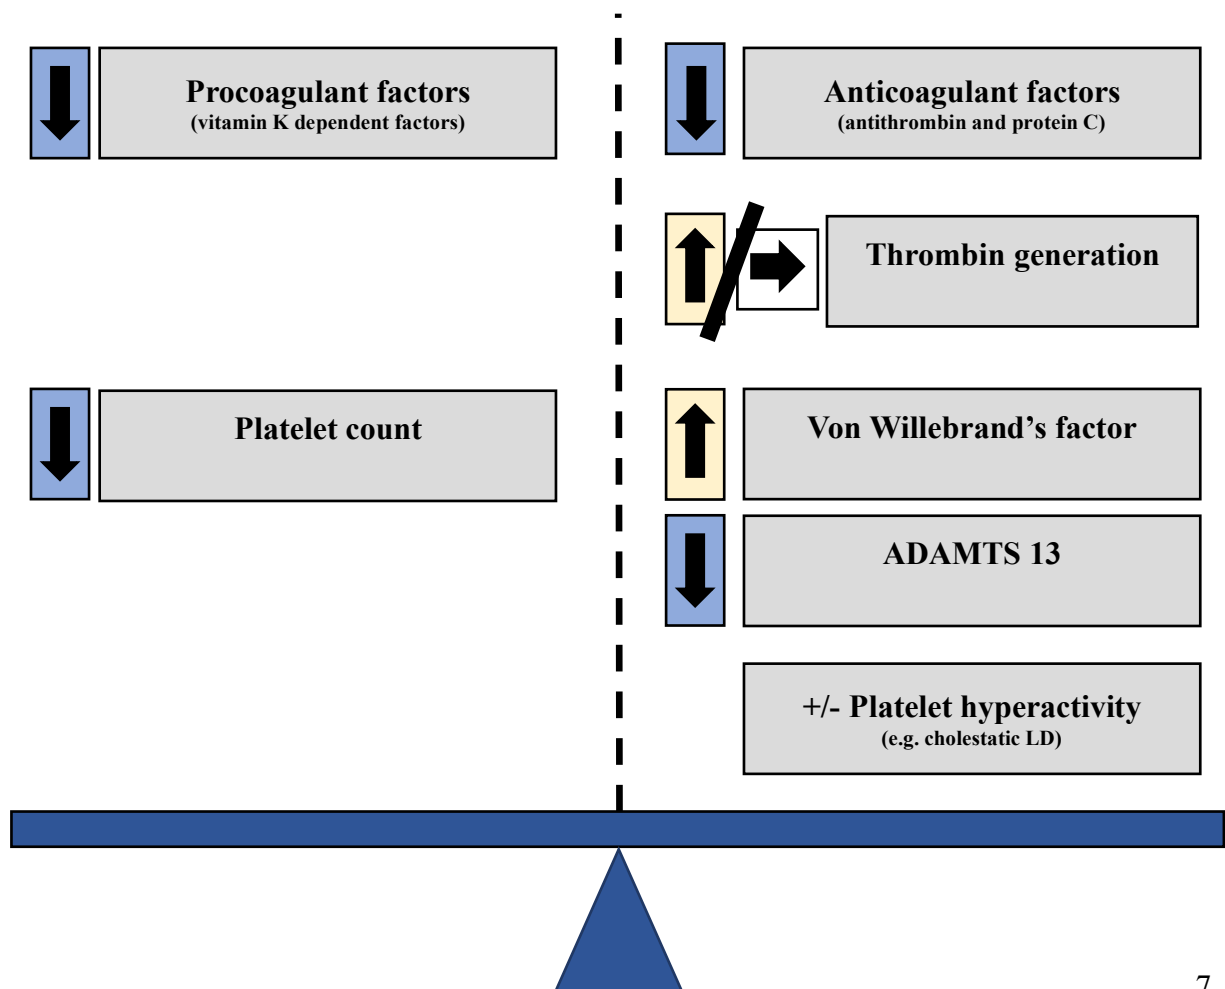 Procoagulant factors
(vitamin K dependent factors)
Anticoagulant factors
(antithrombin and protein C)
Thrombin generation
Platelet count
Von Willebrand’s factor
ADAMTS 13
+/- Platelet hyperactivity
(e.g. cholestatic LD)
7